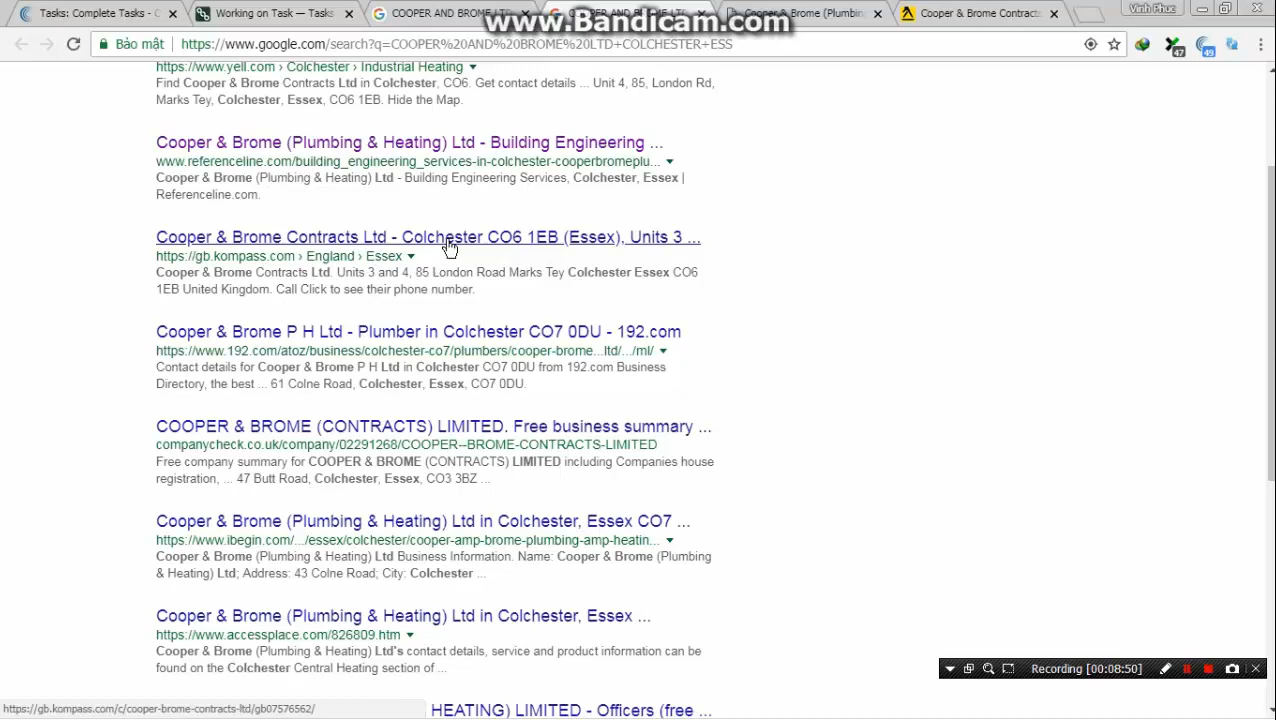 Tasks: Colchester - Tasks
Working on Task — Tasks
COOPER AND BROME LT
Cooper & Brome (Plumbin
Cooper & Brome Contracts
Vinh Phuc
www.Bandicam.com
Bảo mật
https://www.google.com/search?q=COOPER%20AND%20BROME%20LTD+COLCHESTER+ESS
47
49
https://www.yell.com › Colchester › Industrial Heating
Find Cooper & Brome Contracts Ltd in Colchester, CO6. Get contact details ... Unit 4, 85, London Rd,
Marks Tey, Colchester, Essex, CO6 1EB. Hide the Map.
Cooper & Brome (Plumbing & Heating) Ltd - Building Engineering ...
www.referenceline.com/building_engineering_services-in-colchester-cooperbromeplu...
Cooper & Brome (Plumbing & Heating) Ltd - Building Engineering Services, Colchester, Essex |
Referenceline.com.
Cooper & Brome Contracts Ltd - Colchester CO6 1EB (Essex), Units 3 ...
https://gb.kompass.com › England › Essex
Cooper & Brome Contracts Ltd. Units 3 and 4, 85 London Road Marks Tey Colchester Essex CO6
1EB United Kingdom. Call Click to see their phone number.
Cooper & Brome P H Ltd - Plumber in Colchester CO7 0DU - 192.com
https://www.192.com/atoz/business/colchester-co7/plumbers/cooper-brome...ltd/.../ml/
Contact details for Cooper & Brome P H Ltd in Colchester CO7 0DU from 192.com Business
Directory, the best ... 61 Colne Road, Colchester, Essex, CO7 0DU.
COOPER & BROME (CONTRACTS) LIMITED. Free business summary ...
companycheck.co.uk/company/02291268/COOPER--BROME-CONTRACTS-LIMITED
Free company summary for COOPER & BROME (CONTRACTS) LIMITED including Companies house
registration, ... 47 Butt Road, Colchester, Essex, CO3 3BZ ...
Cooper & Brome (Plumbing & Heating) Ltd in Colchester, Essex CO7 ...
https://www.ibegin.com/.../essex/colchester/cooper-amp-brome-plumbing-amp-heatin...
Cooper & Brome (Plumbing & Heating) Ltd Business Information. Name: Cooper & Brome (Plumbing
& Heating) Ltd; Address: 43 Colne Road; City: Colchester ...
Cooper & Brome (Plumbing & Heating) Ltd in Colchester, Essex ...
https://www.accessplace.com/826809.htm
Cooper & Brome (Plumbing & Heating) Ltd's contact details, service and product information can be
found on the Colchester Central Heating section of ...
Recording [00:08:50]
https://gb.kompass.com/c/cooper-brome-contracts-ltd/gb07576562/
HEATING) LIMITED - Officers (free ...